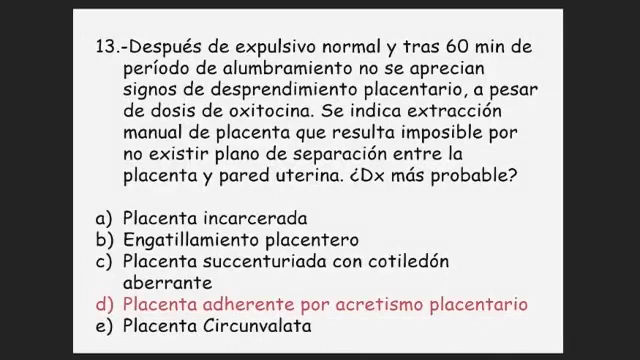 13.-Después de expulsivo normal y tras 60 min de
período de alumbramiento no se aprecian
signos de desprendimiento placentario, a pesar
de dosis de oxitocina. Se indica extracción
manual de placenta que resulta imposible por
no existir plano de separación entre la
placenta y pared uterina. ¿Dx más probable?
a) Placenta incarcerada
b) Engatillamiento placentero
c) Placenta succenturiada con cotiledón
aberrante
d) Placenta adherente por acretismo placentario
e) Placenta Circunvalata